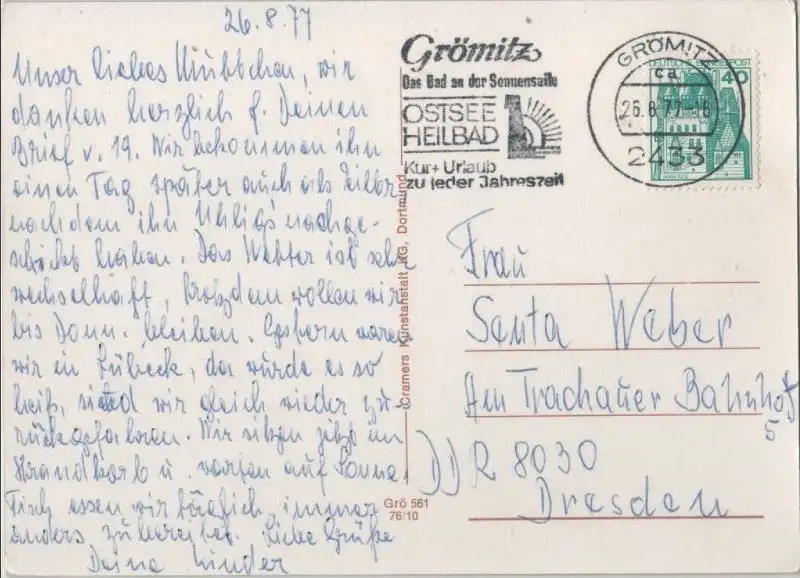 26.8.77
Unser liebes Muttchen, wir
danken herzlich f. Deinen
Brief v. 19. Wir bekommen ihn
einen Tag später auch als
nachdem ihn Uhligs nachge-
schickt haben. Das Wetter ist sehr
wechselhaft, trotzdem wollen wir
bis Donn. bleiben. Gestern waren
wir in Lübeck, da wurde es so
heiß, sind wir gleich wieder zu-
rückgefahren. Wir sitzen jetzt im
Strandkorb u. warten auf Sonne
Fisch essen wir täglich, immer
anders zubereitet. Liebe Grüße
Deine Kinder
Grömitz
Das Bad an der Sonnenseite
OSTSEE
HEILBAD
Kur + Urlaub
zu jeder Jahreszeit
GRÖMITZ
ca
26.8.77-16
2433
DEUTSCHE BUNDESPOST
40
Cramers Kunstanstalt KG, Dortmund
Frau
Senta Weber
Am Trachauer Bahnhof
5
DDR 8030
Dresden
Grö 561
76/10